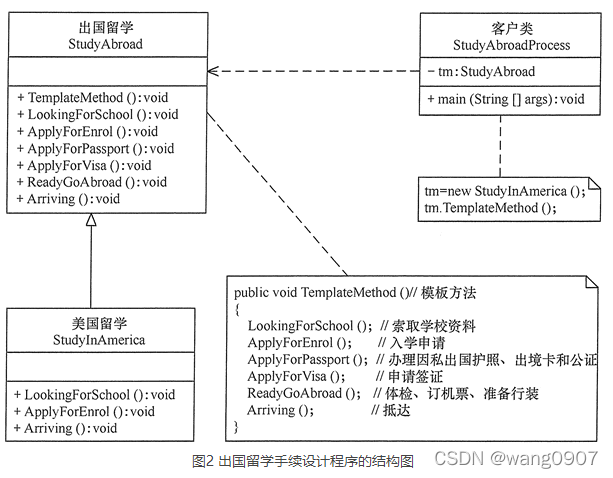 出国留学
StudyAbroad
+ TemplateMethod ():void
+ LookingForSchool ():void
+ ApplyForEnrol ():void
+ ApplyForPassport ():void
+ ApplyForVisa ():void
+ ReadyGoAbroad ():void
+ Arriving ():void
客户类
StudyAbroadProcess
− tm:StudyAbroad
+ main (String [] args):void
tm=new StudyInAmerica ();
tm.TemplateMethod ();
美国留学
StudyInAmerica
+ LookingForSchool ():void
+ ApplyForEnrol ():void
+ Arriving ():void
public void TemplateMethod ()// 模板方法
{
LookingForSchool (); // 索取学校资料
ApplyForEnrol (); // 入学申请
ApplyForPassport (); // 办理因私出国护照、出境卡和公证
ApplyForVisa (); // 申请签证
ReadyGoAbroad (); // 体检、订机票、准备行装
Arriving (); // 抵达
}
图2 出国留学手续设计程序的结构图
CSDN @wang0907